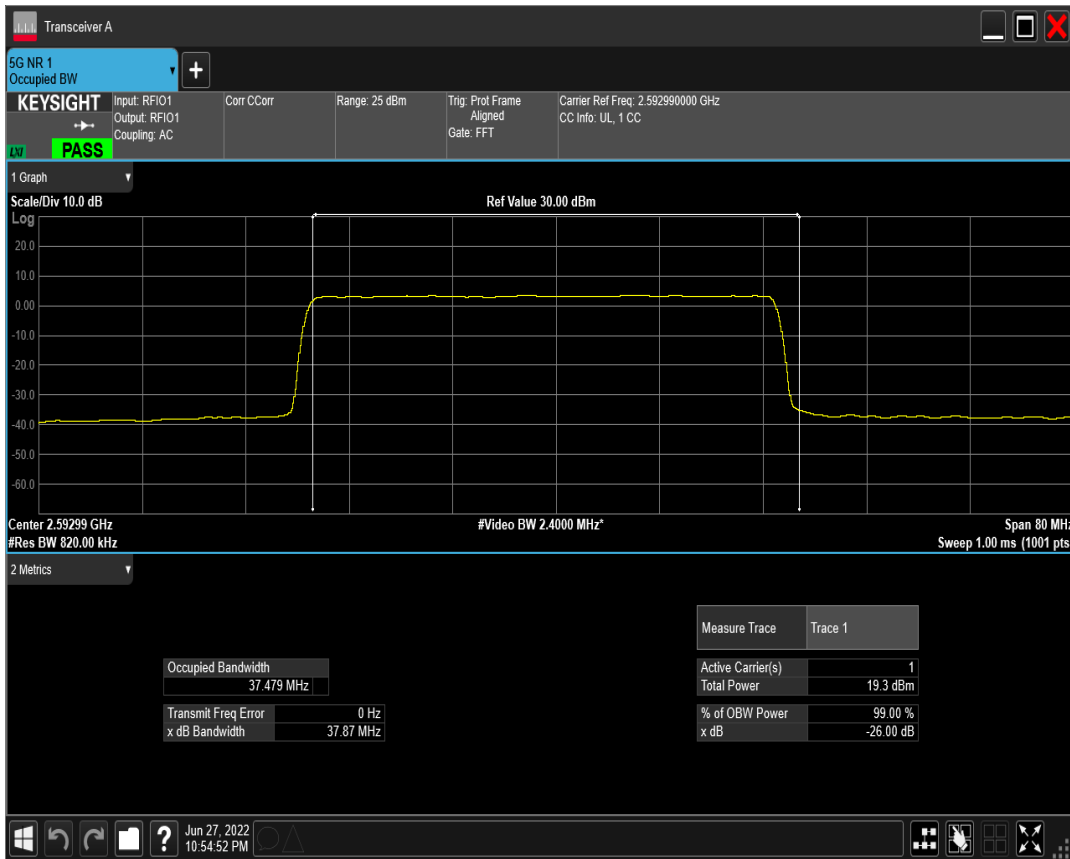 Transceiver A
5G NR 1
Occupied BW
KEYSIGHT
LXI
PASS
Input: RFIO1
Output: RFIO1
Coupling: AC
Corr CCorr
Range: 25 dBm
Trig: Prot Frame
Aligned
Gate: FFT
Carrier Ref Freq: 2.592990000 GHz
CC Info: UL, 1 CC
1 Graph
Scale/Div 10.0 dB
Ref Value 30.00 dBm
Log
20.0
10.0
0.00
-10.0
-20.0
-30.0
-40.0
-50.0
-60.0
Center 2.59299 GHz
#Video BW 2.4000 MHz*
Span 80 MHz
#Res BW 820.00 kHz
Sweep 1.00 ms (1001 pts
2 Metrics
Measure Trace Trace 1
Occupied Bandwidth
37.479 MHz
Active Carrier(s) 1
Total Power 19.3 dBm
Transmit Freq Error 0 Hz
x dB Bandwidth 37.87 MHz
% of OBW Power 99.00 %
x dB -26.00 dB
?
Jun 27, 2022
10:54:52 PM